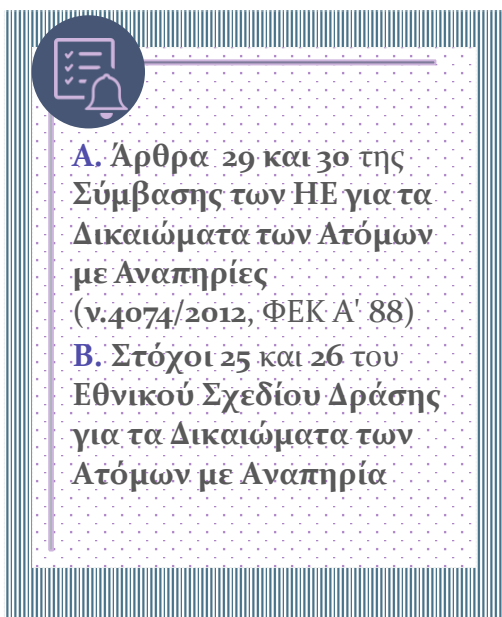 Α. Άρθρα 29 και 30 της
Σύμβασης των ΗΕ για τα
Δικαιώματα των Ατόμων
με Αναπηρίες
(ν.4074/2012, ΦΕΚ Α' 88)
Β. Στόχοι 25 και 26 του
Εθνικού Σχεδίου Δράσης
για τα Δικαιώματα των
Ατόμων με Αναπηρία